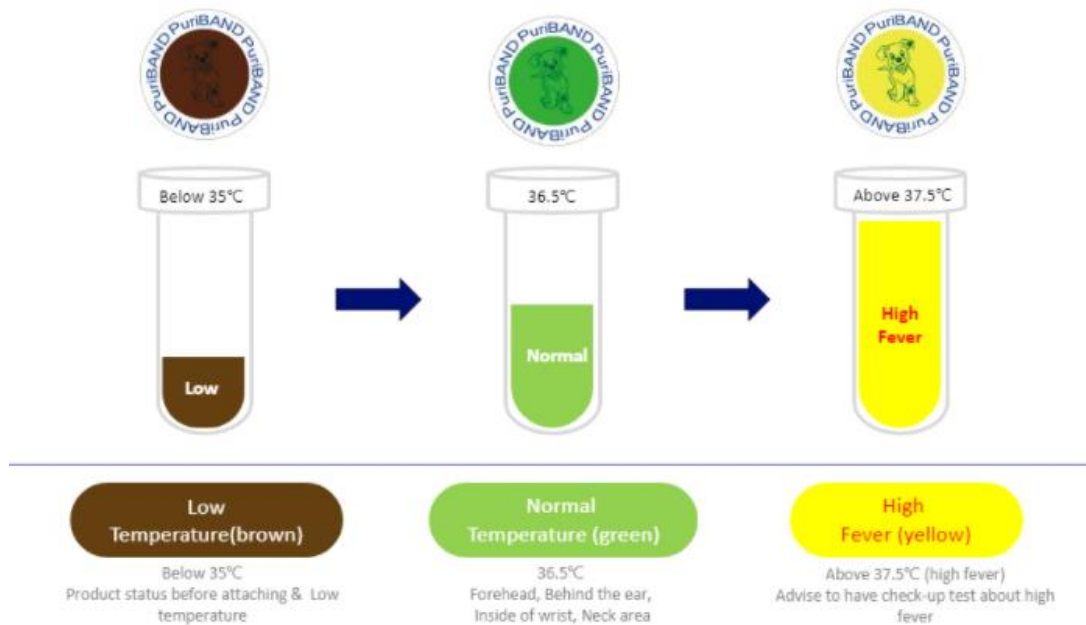 PuriBAND PuriBAND PuriBAND PuriBAND
PuriBAND PuriBAND PuriBAND PuriBAND
PuriBAND PuriBAND PuriBAND PuriBAND
Below 35℃
36.5℃
Above 37.5℃
Low
Normal
High
Fever
Low
Temperature(brown)
Normal
Temperature (green)
High
Fever (yellow)
Below 35℃
Product status before attaching & Low
temperature
36.5℃
Forehead, Behind the ear,
Inside of wrist, Neck area
Above 37.5℃ (high fever)
Advise to have check-up test about high
fever